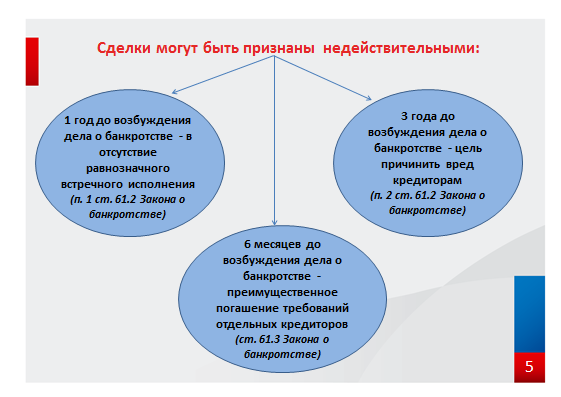 Сделки могут быть признаны недействительными:
1 год до возбуждения
дела о банкротстве - в
отсутствие
равнозначного
встречного исполнения
(п. 1 ст. 61.2 Закона о
банкротстве)
3 года до
возбуждения дела о
банкротстве - цель
причинить вред
кредиторам
(п. 2 ст. 61.2 Закона о
банкротстве)
6 месяцев до
возбуждения дела о
банкротстве -
преимущественное
погашение требований
отдельных кредиторов
(ст. 61.3 Закона о
банкротстве)
5